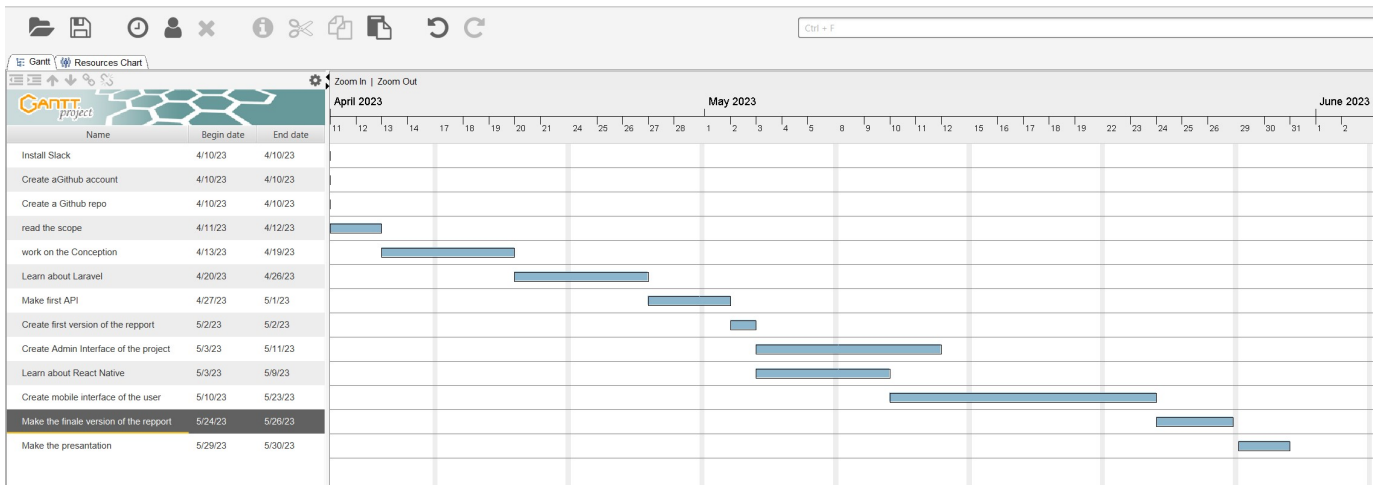 Ctrl + F
Gantt Resources Chart
Zoom In | Zoom Out
GANTT project
April 2023 May 2023 June 2023
Name Begin date End date
11 12 13 14 17 18 19 20 21 24 25 26 27 28 1 2 3 4 5 8 9 10 11 12 15 16 17 18 19 22 23 24 25 26 29 30 31 1 2
Install Slack 4/10/23 4/10/23
Create aGithub account 4/10/23 4/10/23
Create a Github repo 4/10/23 4/10/23
read the scope 4/11/23 4/12/23
work on the Conception 4/13/23 4/19/23
Learn about Laravel 4/20/23 4/26/23
Make first API 4/27/23 5/1/23
Create first version of the repport 5/2/23 5/2/23
Create Admin Interface of the project 5/3/23 5/11/23
Learn about React Native 5/3/23 5/9/23
Create mobile interface of the user 5/10/23 5/23/23
Make the finale version of the repport 5/24/23 5/26/23
Make the presantation 5/29/23 5/30/23